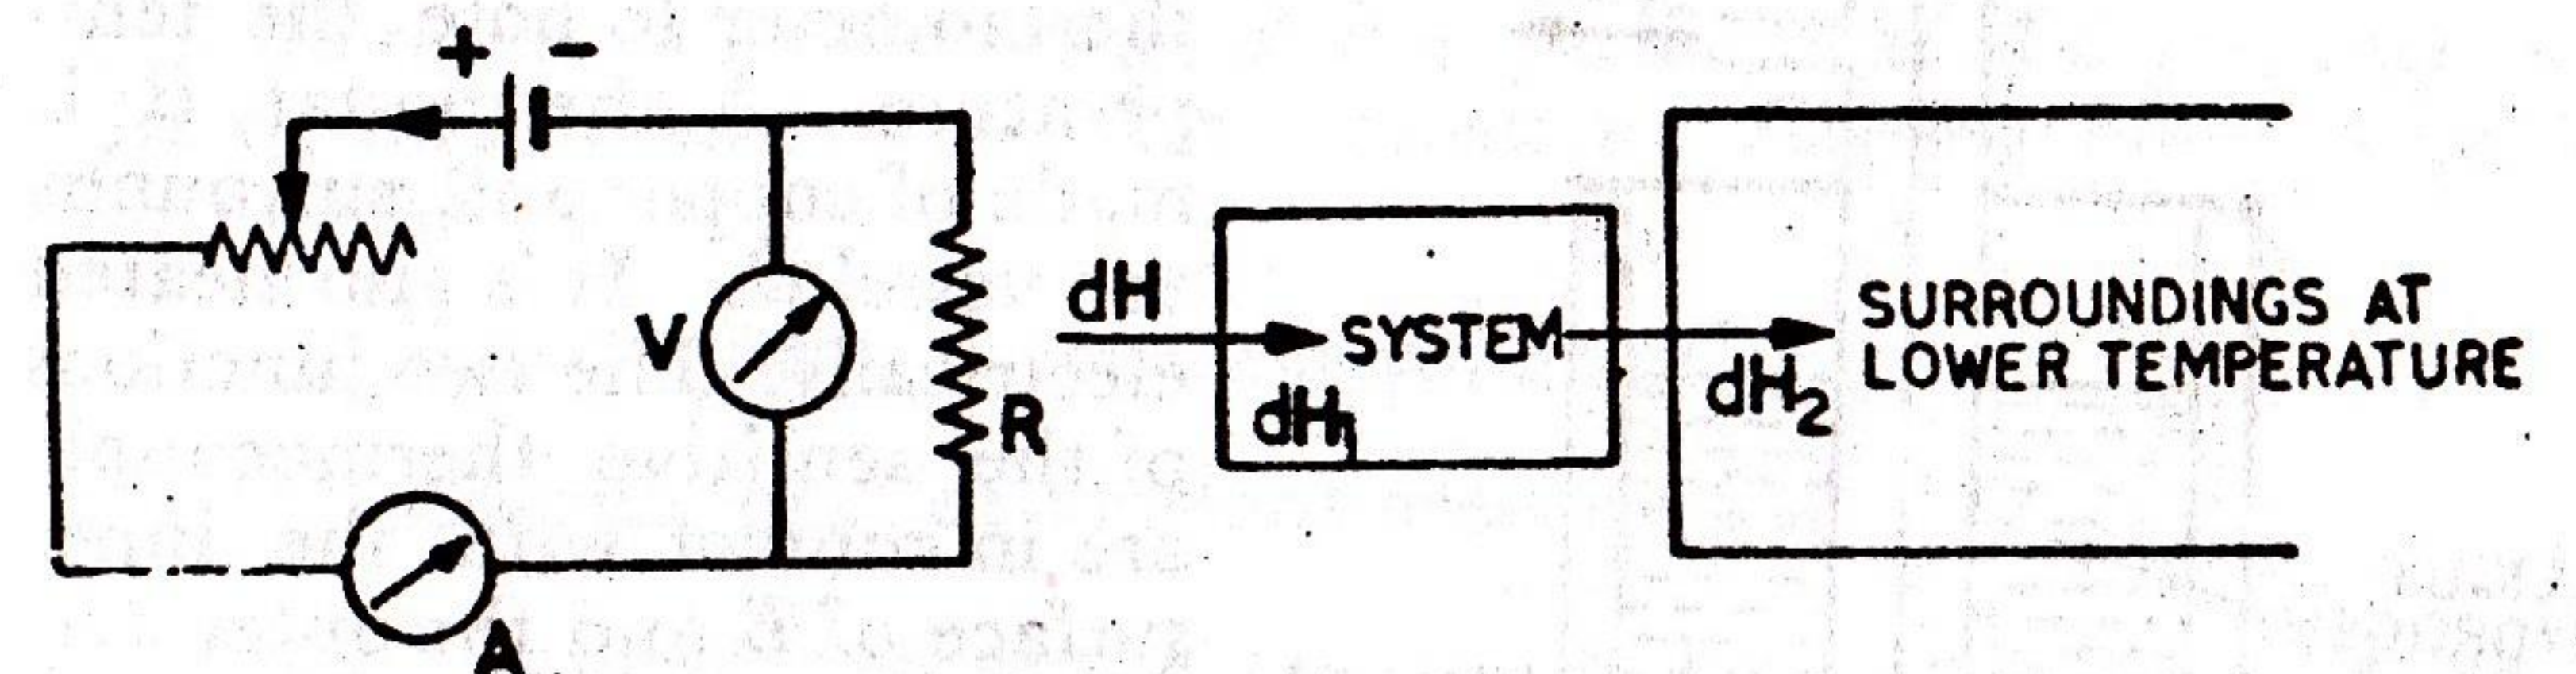 + −
V
R
A
dH
SYSTEM
dH₁
dH₂
SURROUNDINGS AT
LOWER TEMPERATURE